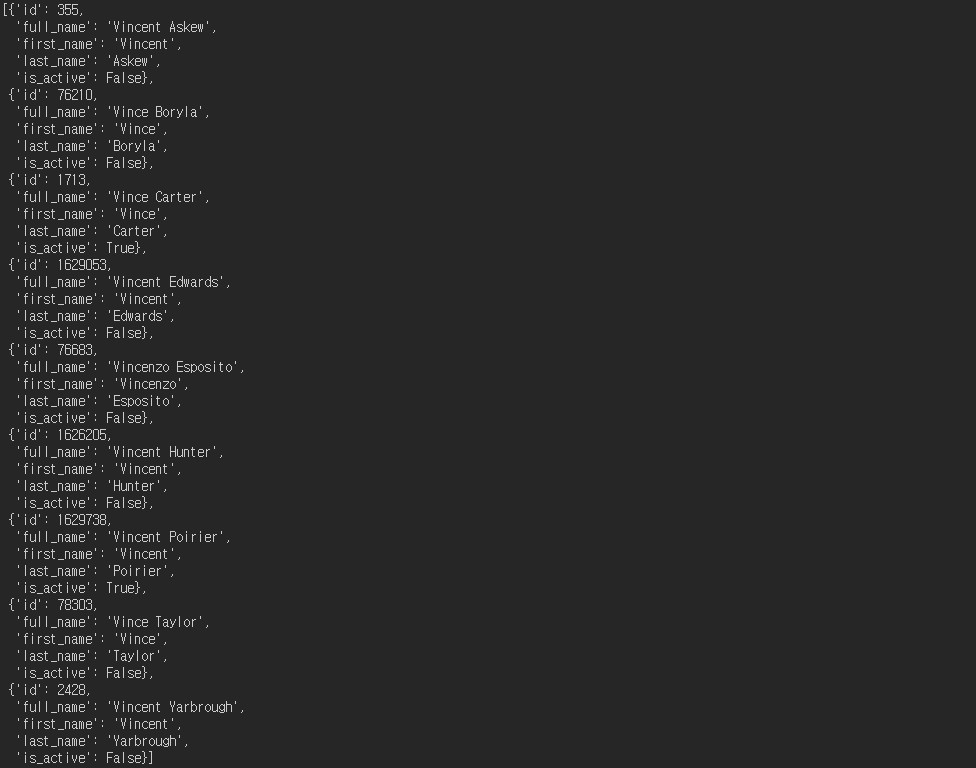 [{'id': 355,
'full_name': 'Vincent Askew',
'first_name': 'Vincent',
'last_name': 'Askew',
'is_active': False},
{'id': 76210,
'full_name': 'Vince Boryla',
'first_name': 'Vince',
'last_name': 'Boryla',
'is_active': False},
{'id': 1713,
'full_name': 'Vince Carter',
'first_name': 'Vince',
'last_name': 'Carter',
'is_active': True},
{'id': 1629053,
'full_name': 'Vincent Edwards',
'first_name': 'Vincent',
'last_name': 'Edwards',
'is_active': False},
{'id': 76683,
'full_name': 'Vincenzo Esposito',
'first_name': 'Vincenzo',
'last_name': 'Esposito',
'is_active': False},
{'id': 1626205,
'full_name': 'Vincent Hunter',
'first_name': 'Vincent',
'last_name': 'Hunter',
'is_active': False},
{'id': 1629738,
'full_name': 'Vincent Poirier',
'first_name': 'Vincent',
'last_name': 'Poirier',
'is_active': True},
{'id': 78303,
'full_name': 'Vince Taylor',
'first_name': 'Vince',
'last_name': 'Taylor',
'is_active': False},
{'id': 2428,
'full_name': 'Vincent Yarbrough',
'first_name': 'Vincent',
'last_name': 'Yarbrough',
'is_active': False}]